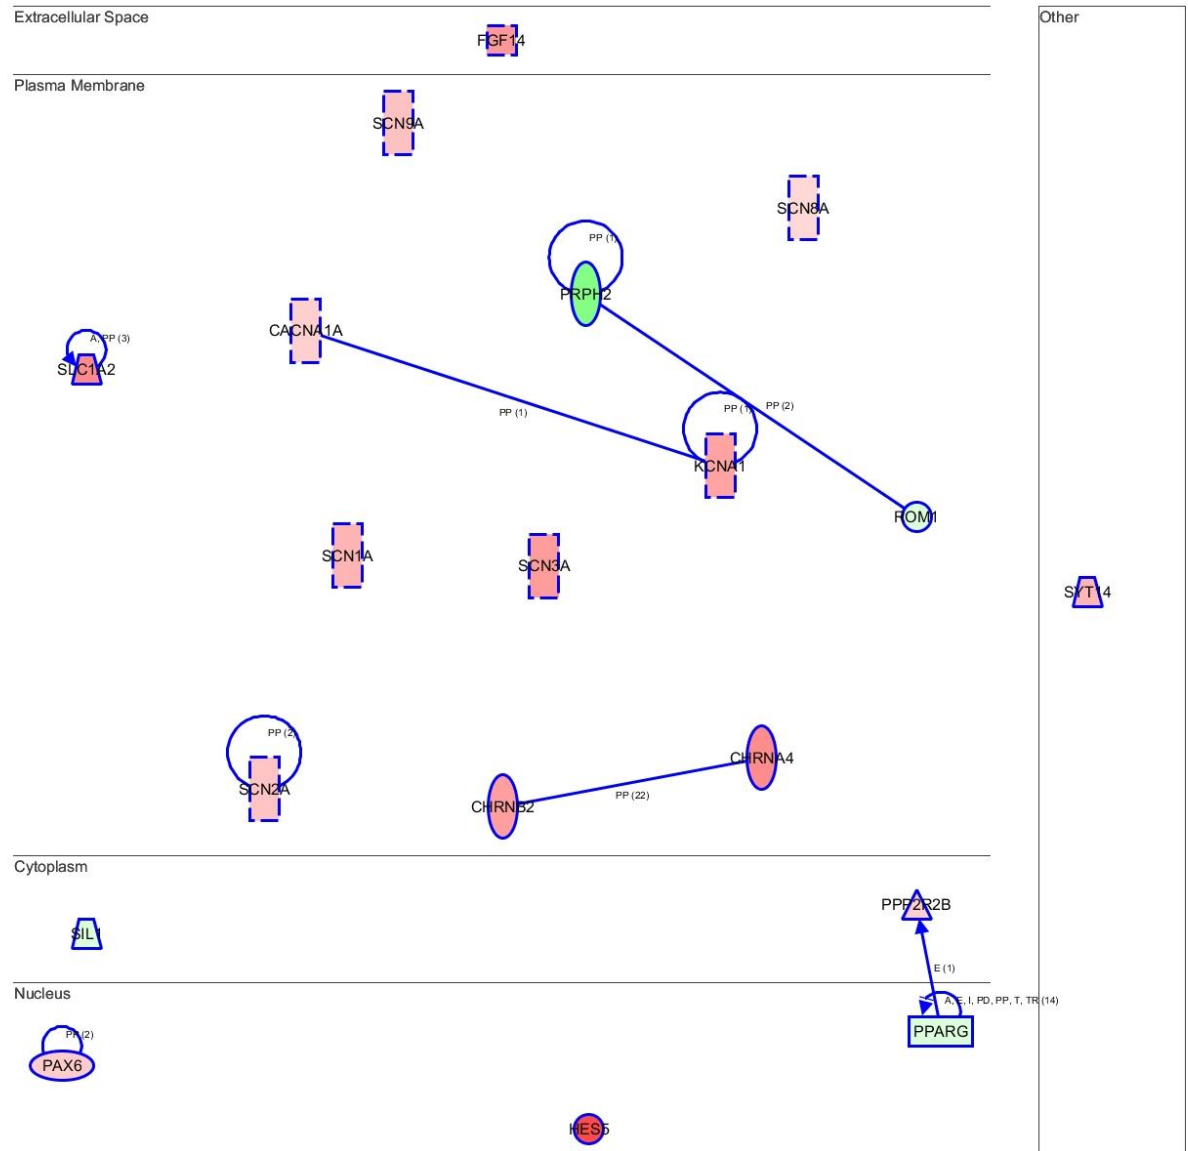 Extracellular Space
Other
FGF14
Plasma Membrane
SCN9A
SCN8A
PP (1)
PRPH2
CACNA1A
A, PP (3)
SLC1A2
PP (1)
PP (1)
PP (2)
KCNA1
ROM1
SCN1A
SCN3A
SYT14
PP (2)
SCN2A
CHRNA4
CHRNB2
PP (22)
Cytoplasm
PPP2R2B
SIL1
E (1)
Nucleus
A, E, I, PD, PP, T, TR (14)
PP (2)
PPARG
PAX6
HES5